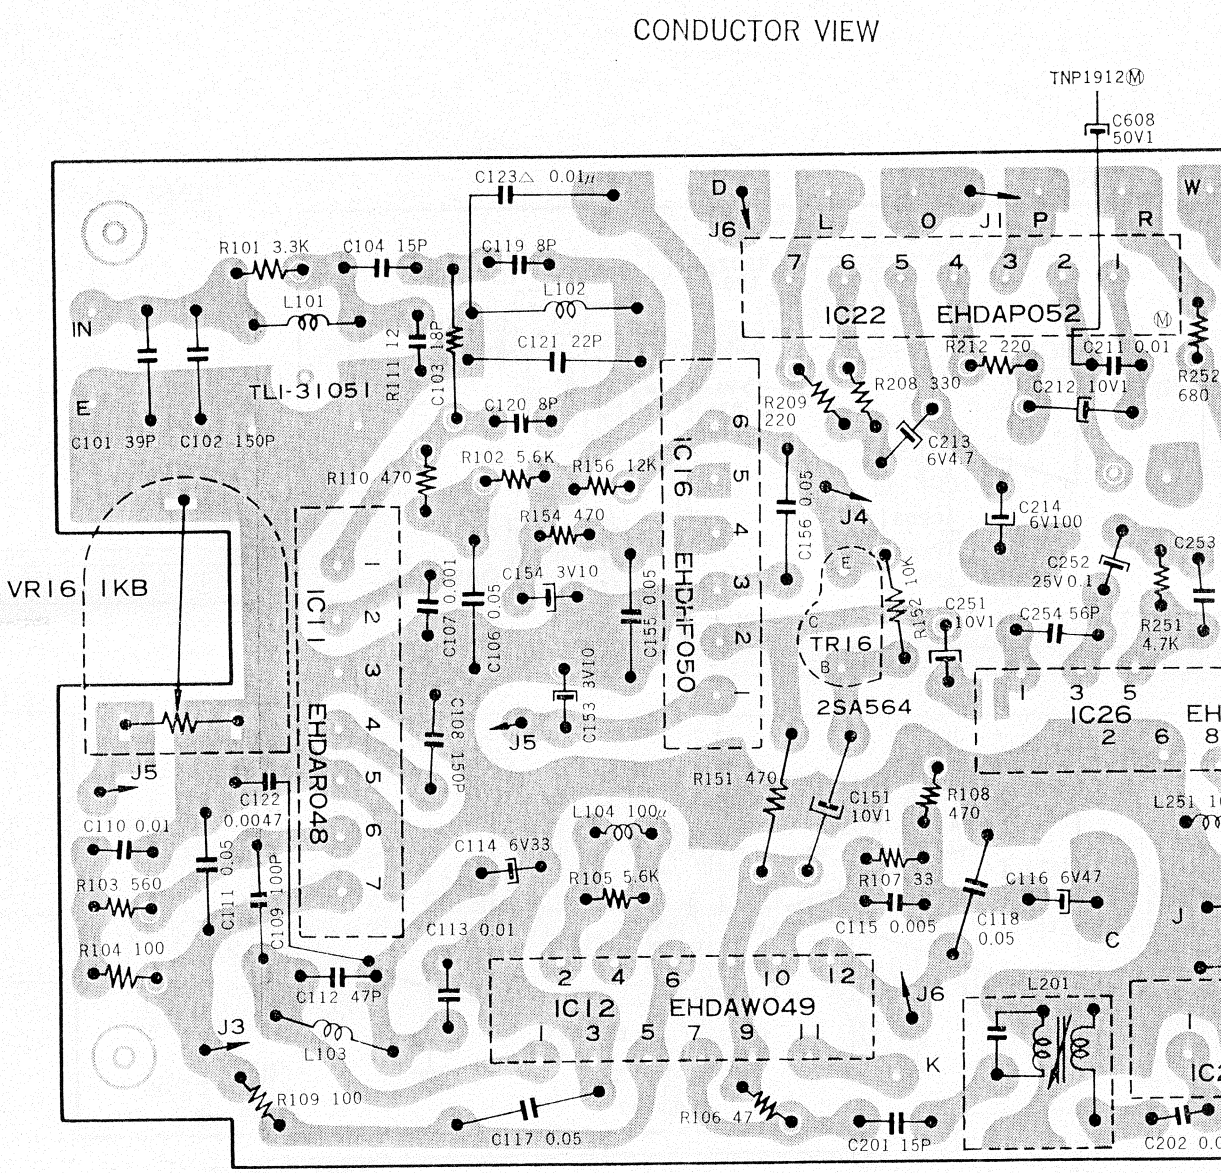 CONDUCTOR VIEW
TNP1912Ⓜ
C608
50V1
C123△ 0.01μ
D
J6
L
O
J1
P
R
W
R101 3.3K
C104 15P
C119 8P
7 6 5 4 3 2 1
IN
L101
L102
IC22 EHDAP052
Ⓜ
R111 12
C103 18P
C121 22P
R212 220
C211 0.01
R252
680
E
TLI-31051
R209
220
R208 330
C212 10V1
C101 39P
C102 150P
C120 8P
C213
6V4.7
R110 470
R102 5.6K
R156 12K
IC16 EHDHF050
6
5
4
3
2
1
C156 0.05
J4
R154 470
C214
6V100
VR16 1KB
IC11
EHDAR048
1
2
3
4
5
6
7
C107 0.001
C106 0.05
C154 3V10
C155 0.05
E
C
B
TR16
2SA564
R162 10K
C251
10V1
C252
25V 0.1
C254 56P
R251
4.7K
C253
C108 150P
C153 3V10
J5
1 3 5
IC26 EH
2 6 8
J5
C122
0.0047
R151 470
C151
10V1
R108
470
L251 10
C110 0.01
C111 0.05
C109 100P
L104 100μ
C114 6V33
R103 560
R105 5.6K
R107 33
C116 6V47
C115 0.005
C118
0.05
J
C
R104 100
C113 0.01
C112 47P
2 4 6 10 12
IC12 EHDAW049
1 3 5 7 9 11
J6
L201
J3
L103
K
1
IC2
R109 100
C117 0.05
R106 47
C201 15P
C202 0.0